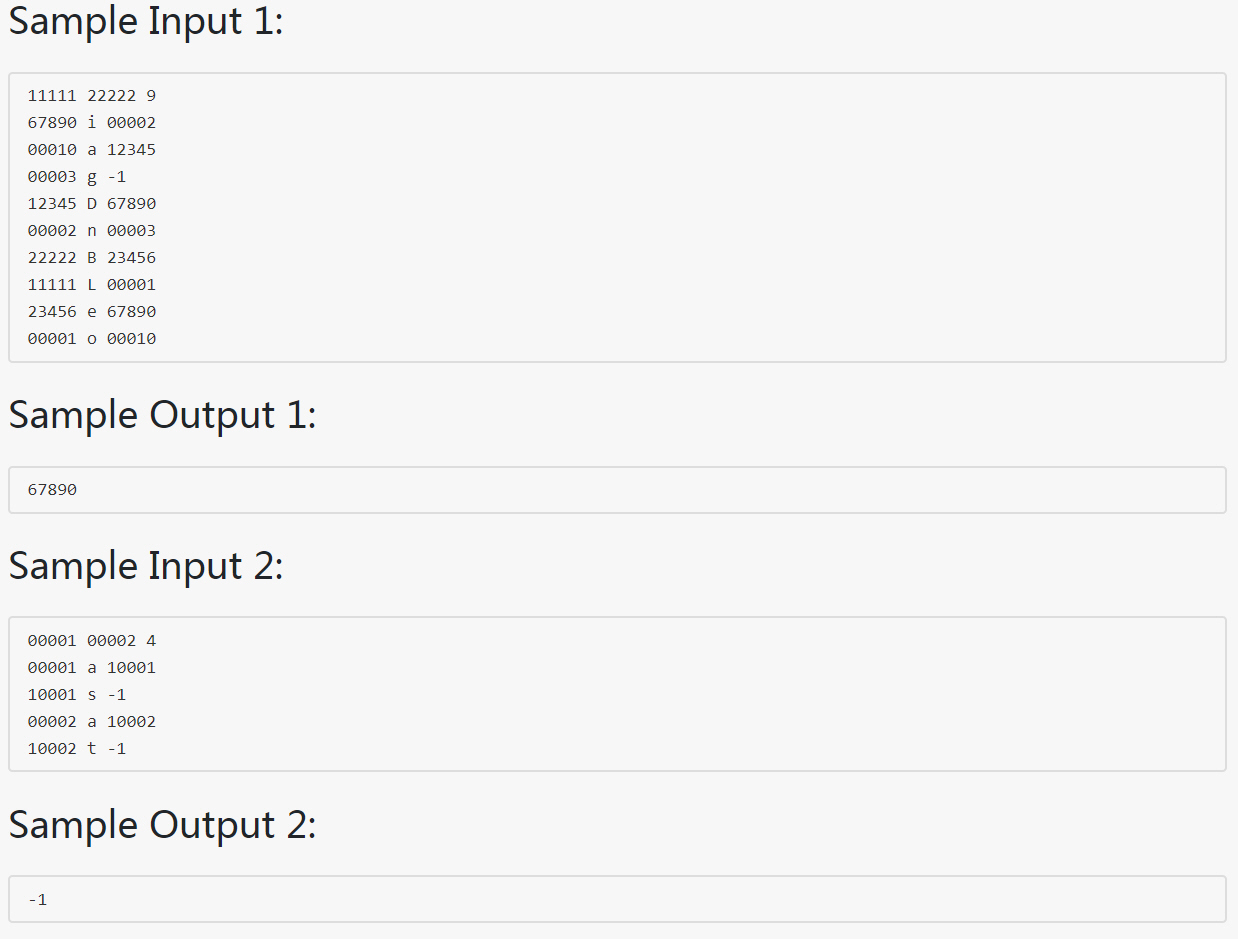 Sample Input 1:
11111 22222 9
67890 i 00002
00010 a 12345
00003 g -1
12345 D 67890
00002 n 00003
22222 B 23456
11111 L 00001
23456 e 67890
00001 o 00010
Sample Output 1:
67890
Sample Input 2:
00001 00002 4
00001 a 10001
10001 s -1
00002 a 10002
10002 t -1
Sample Output 2:
-1